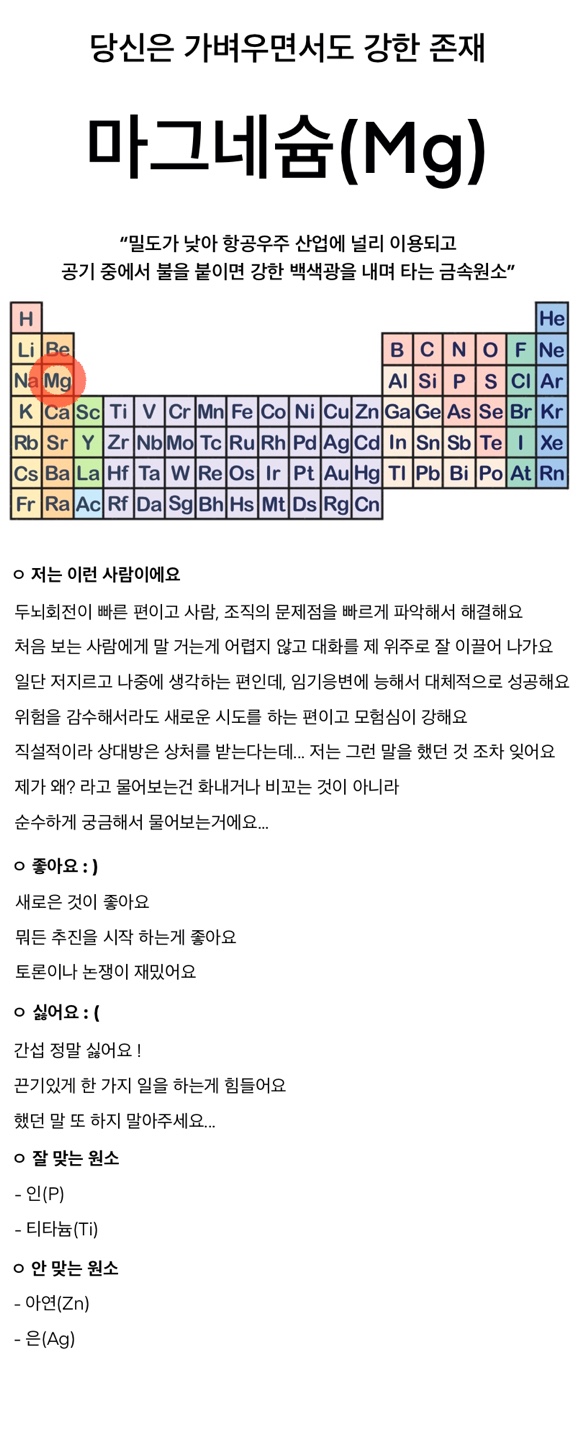 당신은 가벼우면서도 강한 존재
마그네슘(Mg)
“밀도가 낮아 항공우주 산업에 널리 이용되고
공기 중에서 불을 붙이면 강한 백색광을 내며 타는 금속원소”
H He
Li Be B C N O F Ne
Na Mg Al Si P S Cl Ar
K Ca Sc Ti V Cr Mn Fe Co Ni Cu Zn Ga Ge As Se Br Kr
Rb Sr Y Zr Nb Mo Tc Ru Rh Pd Ag Cd In Sn Sb Te I Xe
Cs Ba La Hf Ta W Re Os Ir Pt Au Hg Tl Pb Bi Po At Rn
Fr Ra Ac Rf Da Sg Bh Hs Mt Ds Rg Cn
ㅇ 저는 이런 사람이에요
두뇌회전이 빠른 편이고 사람, 조직의 문제점을 빠르게 파악해서 해결해요
처음 보는 사람에게 말 거는게 어렵지 않고 대화를 제 위주로 잘 이끌어 나가요
일단 저지르고 나중에 생각하는 편인데, 임기응변에 능해서 대체적으로 성공해요
위험을 감수해서라도 새로운 시도를 하는 편이고 모험심이 강해요
직설적이라 상대방은 상처를 받는다는데... 저는 그런 말을 했던 것 조차 잊어요
제가 왜? 라고 물어보는건 화내거나 비꼬는 것이 아니라
순수하게 궁금해서 물어보는거에요...
ㅇ 좋아요 : )
새로은 것이 좋아요
뭐든 추진을 시작 하는게 좋아요
토론이나 논쟁이 재밌어요
ㅇ 싫어요 : (
간섭 정말 싫어요 !
끈기있게 한 가지 일을 하는게 힘들어요
했던 말 또 하지 말아주세요...
ㅇ 잘 맞는 원소
- 인(P)
- 티타늄(Ti)
ㅇ 안 맞는 원소
- 아연(Zn)
- 은(Ag)